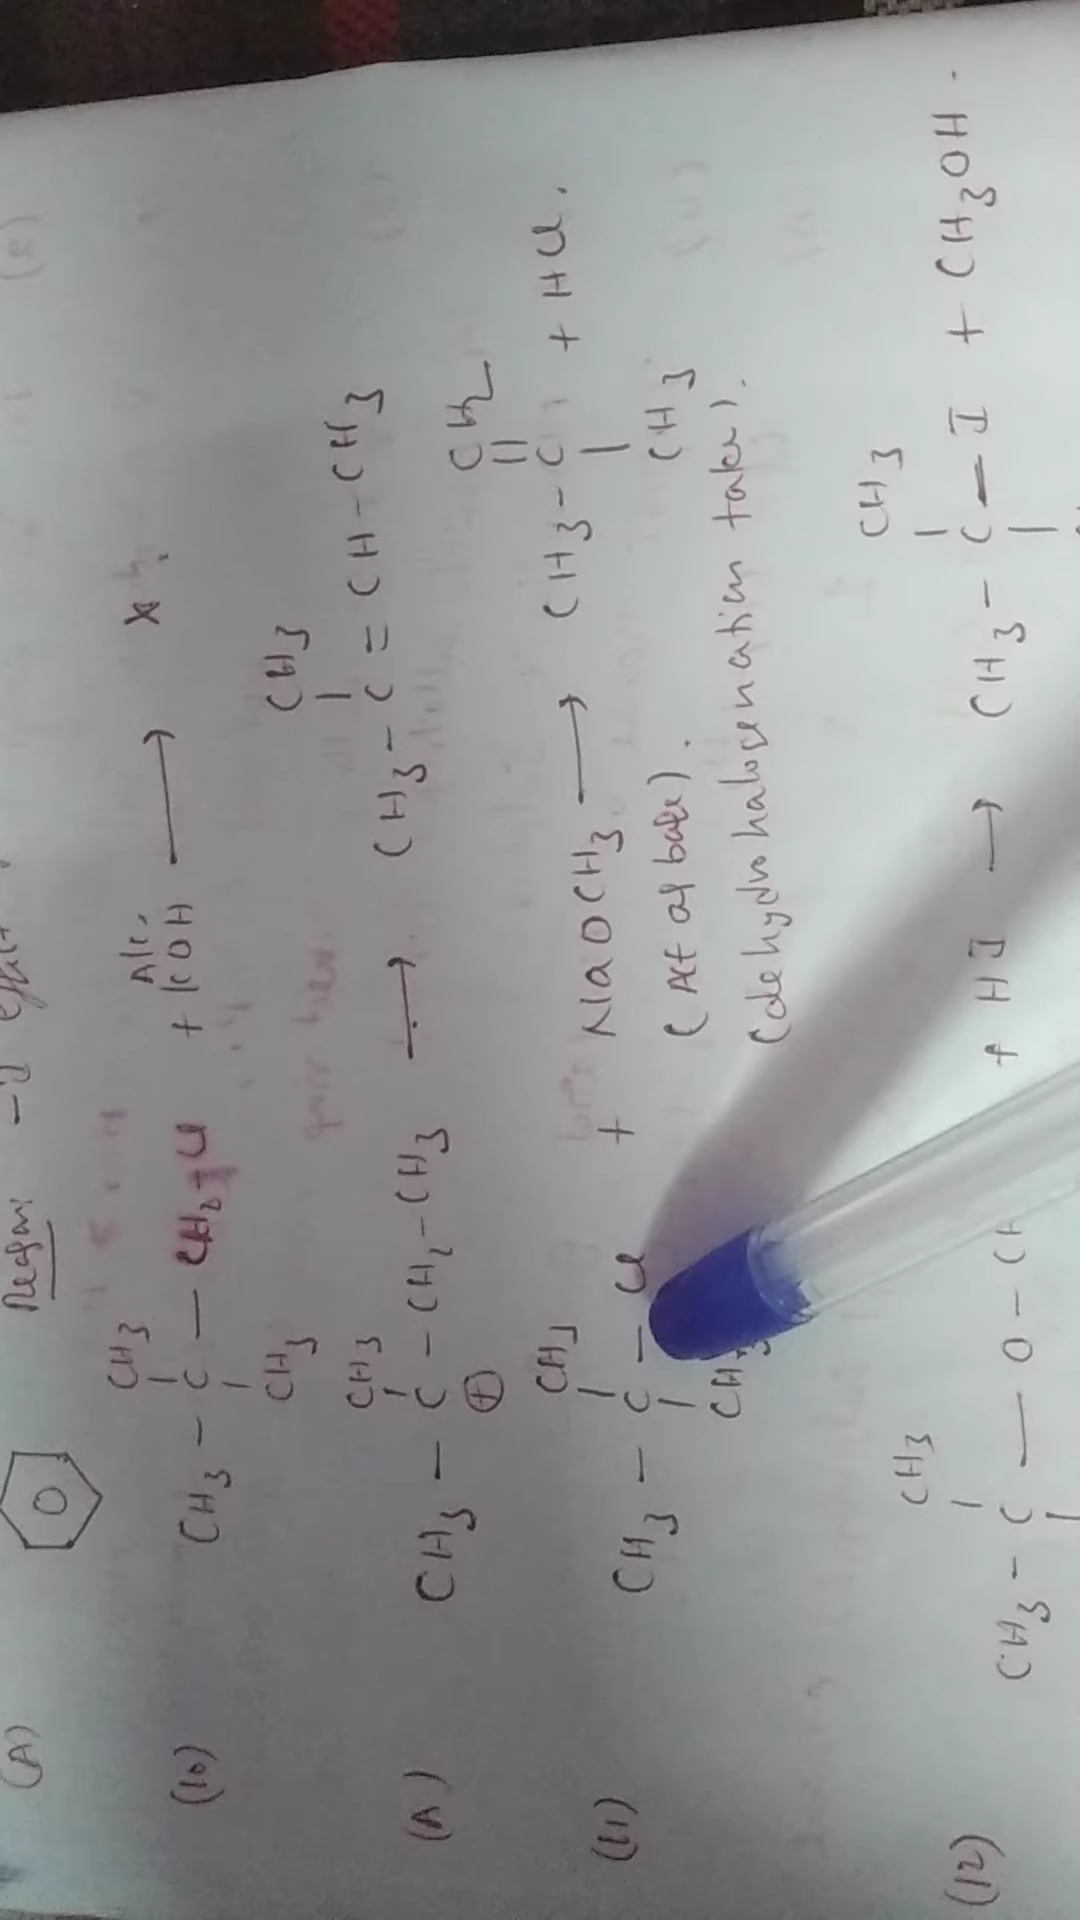 (A) Reason -I effect
CH3
(10) CH3 - C - CH2 - Cl + Alc. KOH ⟶ X
CH3
CH3 CH3
(A) CH3 - C - CH2 - CH3 ⟶ CH3 - C = CH - CH3
⊕
CH3 CH2
(11) CH3 - C - Cl + NaOCH3 ⟶ CH3 - C + HCl.
CH3 (Act as base). CH3
(dehydrohalogenation take).
CH3 CH3
(12) CH3 - C - O - CH + HI → CH3 - C - I + CH3OH.